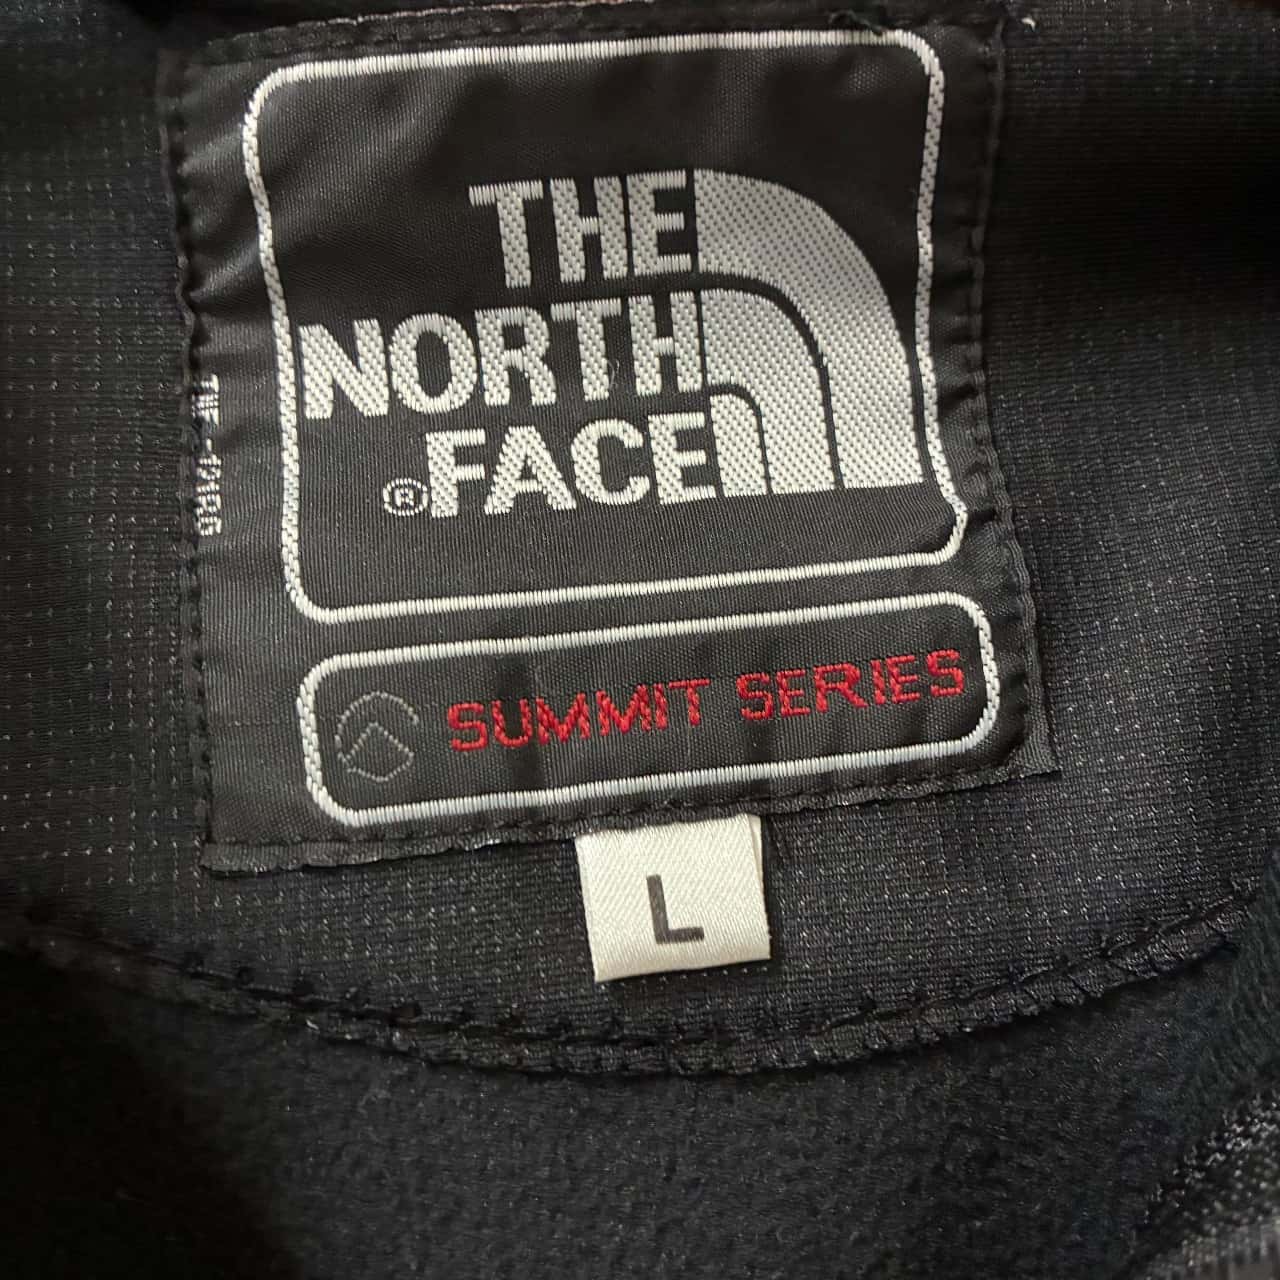 THE
NORTH
®FACE
SUMMIT SERIES
L